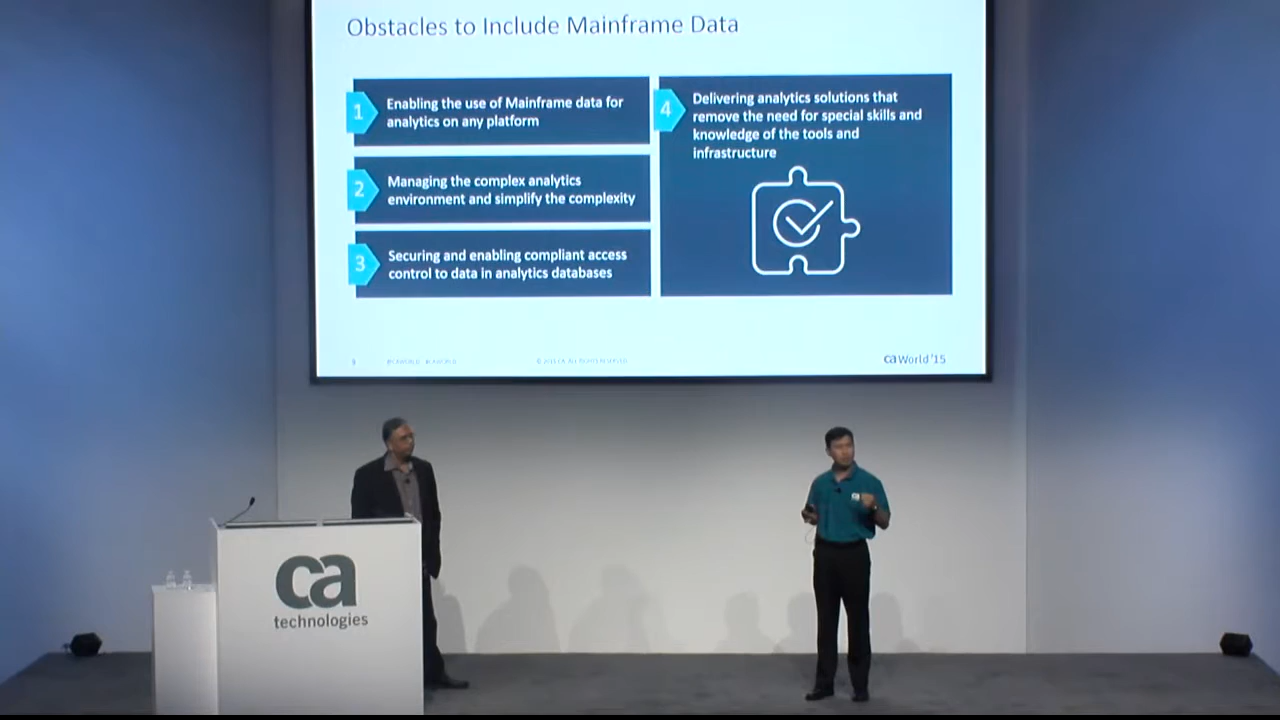 Obstacles to Include Mainframe Data
1
Enabling the use of Mainframe data for
analytics on any platform
2
Managing the complex analytics
environment and simplify the complexity
3
Securing and enabling compliant access
control to data in analytics databases
4
Delivering analytics solutions that
remove the need for special skills and
knowledge of the tools and
infrastructure
ca World '15
ca
technologies